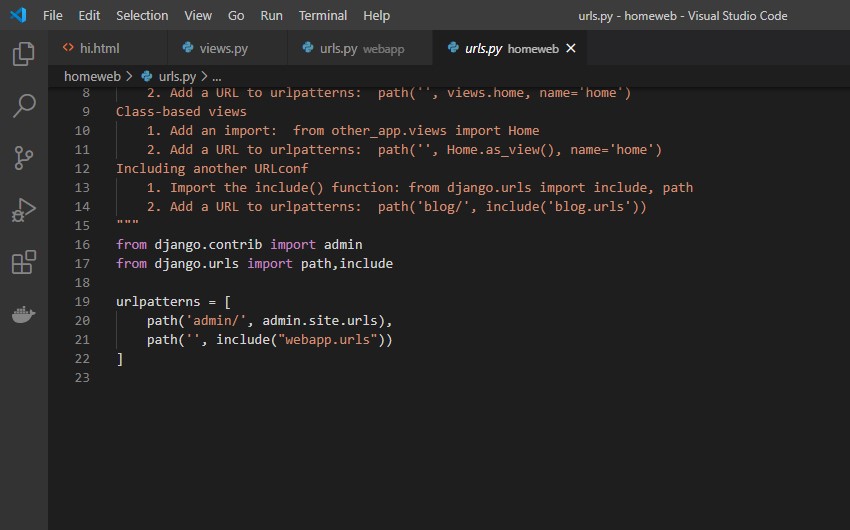 File Edit Selection View Go Run Terminal Help urls.py - homeweb - Visual Studio Code
<> hi.html views.py urls.py webapp urls.py homeweb ×
homeweb > urls.py > ...
8 2. Add a URL to urlpatterns:  path('', views.home, name='home')
9 Class-based views
10 1. Add an import:  from other_app.views import Home
11 2. Add a URL to urlpatterns:  path('', Home.as_view(), name='home')
12 Including another URLconf
13 1. Import the include() function: from django.urls import include, path
14 2. Add a URL to urlpatterns:  path('blog/', include('blog.urls'))
15 """
16 from django.contrib import admin
17 from django.urls import path,include
18
19 urlpatterns = [
20 path('admin/', admin.site.urls),
21 path('', include("webapp.urls"))
22 ]
23